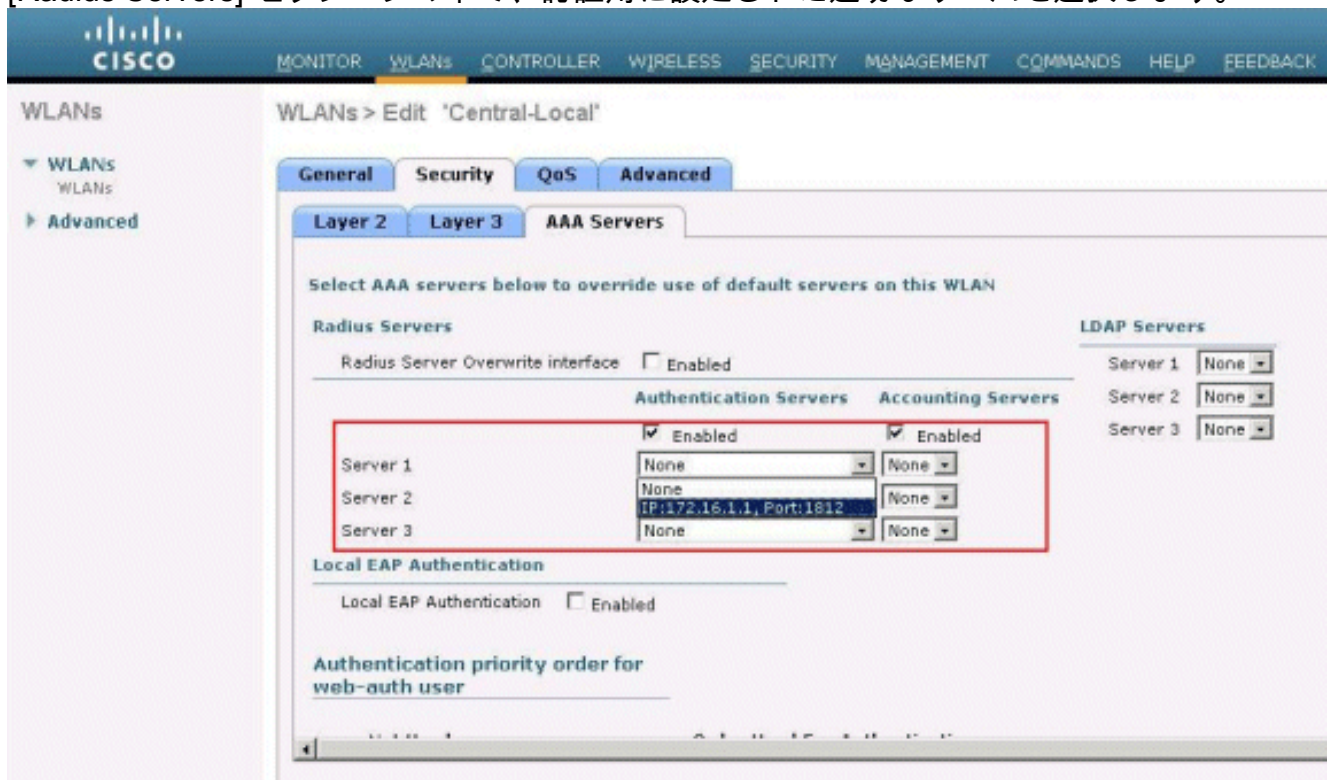 CISCO
MONITOR WLANs CONTROLLER WIRELESS SECURITY MANAGEMENT COMMANDS HELP FEEDBACK
WLANs
WLANs > Edit 'Central-Local'
WLANs
WLANs
Advanced
General Security QoS Advanced
Layer 2 Layer 3 AAA Servers
Select AAA servers below to override use of default servers on this WLAN
Radius Servers
LDAP Servers
Radius Server Overwrite interface Enabled
Server 1 None
Authentication Servers Accounting Servers
Server 2 None
Enabled Enabled
Server 3 None
Server 1 None None
None
Server 2 IP:172.16.1.1, Port:1812 None
Server 3 None None
Local EAP Authentication
Local EAP Authentication Enabled
Authentication priority order for
web-auth user